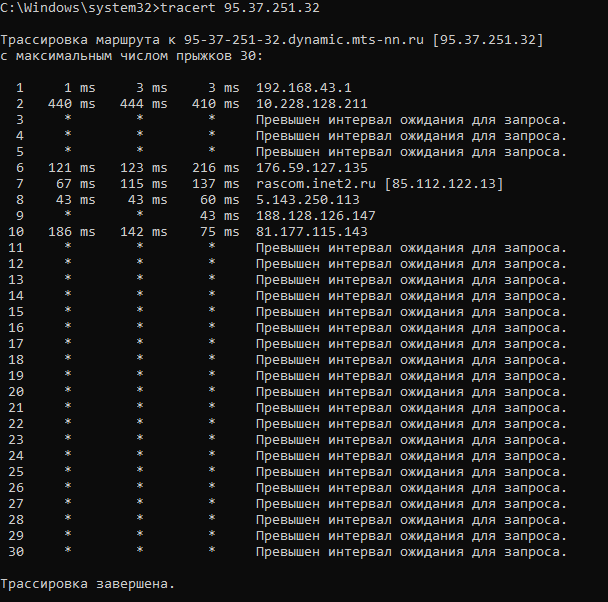 C:\Windows\system32>tracert 95.37.251.32
Трассировка маршрута к 95-37-251-32.dynamic.mts-nn.ru [95.37.251.32]
с максимальным числом прыжков 30:
1 1 ms 3 ms 3 ms 192.168.43.1
2 440 ms 444 ms 410 ms 10.228.128.211
3 * * * Превышен интервал ожидания для запроса.
4 * * * Превышен интервал ожидания для запроса.
5 * * * Превышен интервал ожидания для запроса.
6 121 ms 123 ms 216 ms 176.59.127.135
7 67 ms 115 ms 137 ms rascom.inet2.ru [85.112.122.13]
8 43 ms 43 ms 60 ms 5.143.250.113
9 * * 43 ms 188.128.126.147
10 186 ms 142 ms 75 ms 81.177.115.143
11 * * * Превышен интервал ожидания для запроса.
12 * * * Превышен интервал ожидания для запроса.
13 * * * Превышен интервал ожидания для запроса.
14 * * * Превышен интервал ожидания для запроса.
15 * * * Превышен интервал ожидания для запроса.
16 * * * Превышен интервал ожидания для запроса.
17 * * * Превышен интервал ожидания для запроса.
18 * * * Превышен интервал ожидания для запроса.
19 * * * Превышен интервал ожидания для запроса.
20 * * * Превышен интервал ожидания для запроса.
21 * * * Превышен интервал ожидания для запроса.
22 * * * Превышен интервал ожидания для запроса.
23 * * * Превышен интервал ожидания для запроса.
24 * * * Превышен интервал ожидания для запроса.
25 * * * Превышен интервал ожидания для запроса.
26 * * * Превышен интервал ожидания для запроса.
27 * * * Превышен интервал ожидания для запроса.
28 * * * Превышен интервал ожидания для запроса.
29 * * * Превышен интервал ожидания для запроса.
30 * * * Превышен интервал ожидания для запроса.
Трассировка завершена.